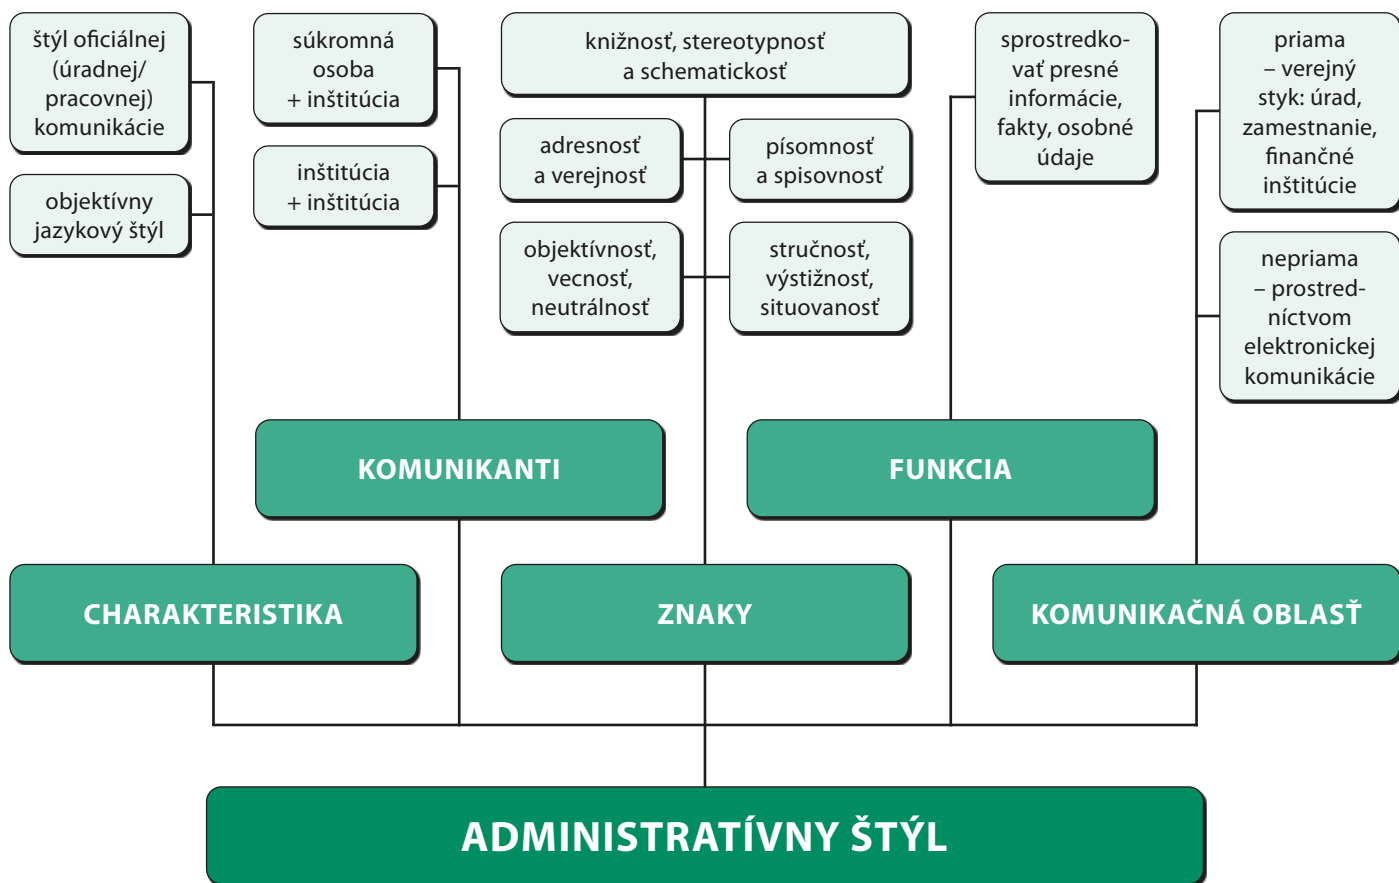 štýl oficiálnej
(úradnej/
pracovnej)
komunikácie
objektívny
jazykový štýl
súkromná
osoba
+ inštitúcia
inštitúcia
+ inštitúcia
knižnosť, stereotypnosť
a schematickosť
adresnosť
a verejnosť
písomnosť
a spisovnosť
objektívnosť,
vecnosť,
neutrálnosť
stručnosť,
výstižnosť,
situovanosť
sprostredko-
vať presné
informácie,
fakty, osobné
údaje
priama
– verejný
styk: úrad,
zamestnanie,
finančné
inštitúcie
nepriama
– prostred-
níctvom
elektronickej
komunikácie
KOMUNIKANTI
FUNKCIA
CHARAKTERISTIKA
ZNAKY
KOMUNIKAČNÁ OBLASŤ
ADMINISTRATÍVNY ŠTÝL